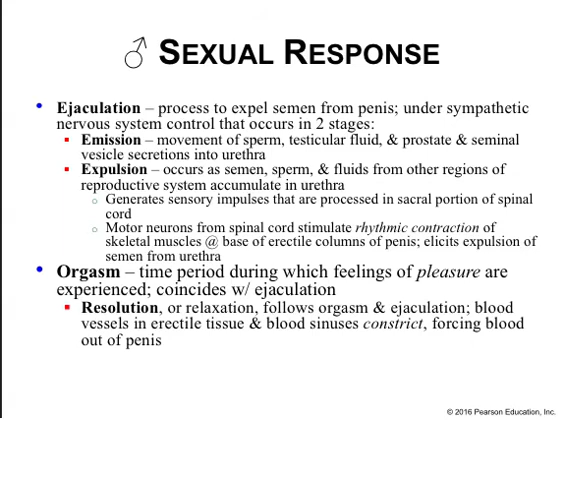 ♂ SEXUAL RESPONSE
• Ejaculation – process to expel semen from penis; under sympathetic
nervous system control that occurs in 2 stages:
▪ Emission – movement of sperm, testicular fluid, & prostate & seminal
vesicle secretions into urethra
▪ Expulsion – occurs as semen, sperm, & fluids from other regions of
reproductive system accumulate in urethra
o Generates sensory impulses that are processed in sacral portion of spinal
cord
o Motor neurons from spinal cord stimulate rhythmic contraction of
skeletal muscles @ base of erectile columns of penis; elicits expulsion of
semen from urethra
• Orgasm – time period during which feelings of pleasure are
experienced; coincides w/ ejaculation
▪ Resolution, or relaxation, follows orgasm & ejaculation; blood
vessels in erectile tissue & blood sinuses constrict, forcing blood
out of penis
© 2016 Pearson Education, Inc.